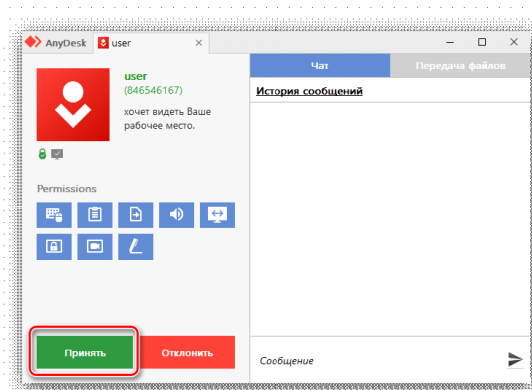 AnyDesk
user
user
(846546167)
хочет видеть Ваше
рабочее место.
Permissions
Принять
Отклонить
Чат
Передача файлов
История сообщений
Сообщение